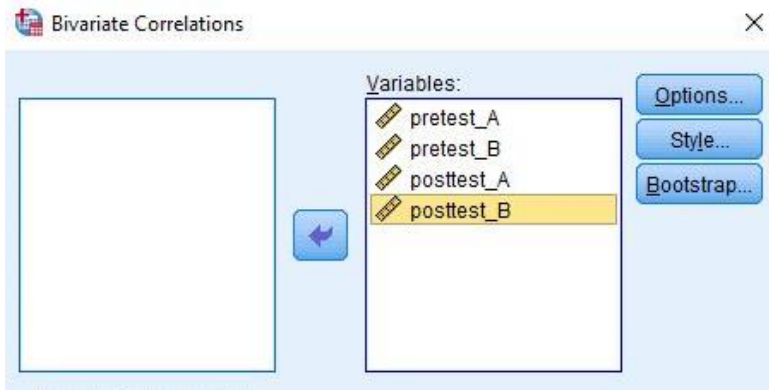 Bivariate Correlations
Variables:
pretest_A
pretest_B
posttest_A
posttest_B
Options...
Style...
Bootstrap...